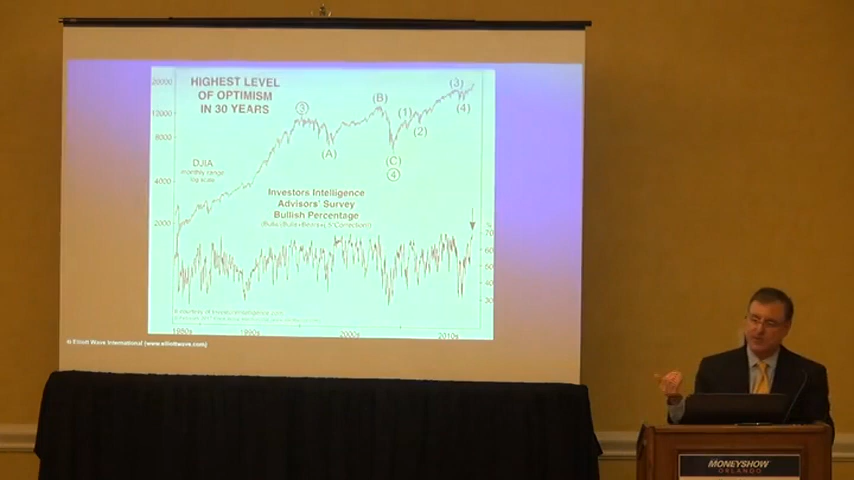 HIGHEST LEVEL
OF OPTIMISM
IN 30 YEARS
20000
12000
8000
4000
2000
DJIA
monthly range
log scale
3
(A)
(B)
(C)
4
(1)
(2)
(3)
(4)
Investors Intelligence
Advisors' Survey
Bullish Percentage
%
70
60
50
40
30
1980s
1990s
2000s
2010s
© Elliott Wave International (www.elliottwave.com)
MONEYSHOW
ORLANDO